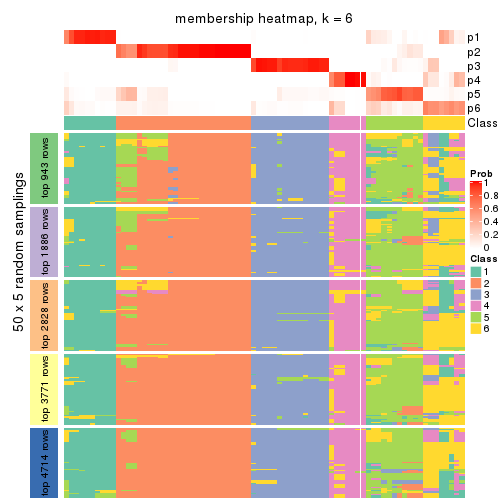 membership heatmap, k = 6
p1
p2
p3
p4
p5
p6
Class
50 x 5 random samplings
top 943 rows
top 1886 rows
top 2828 rows
top 3771 rows
top 4714 rows
Prob
1
0.8
0.6
0.4
0.2
0
Class
1
2
3
4
5
6